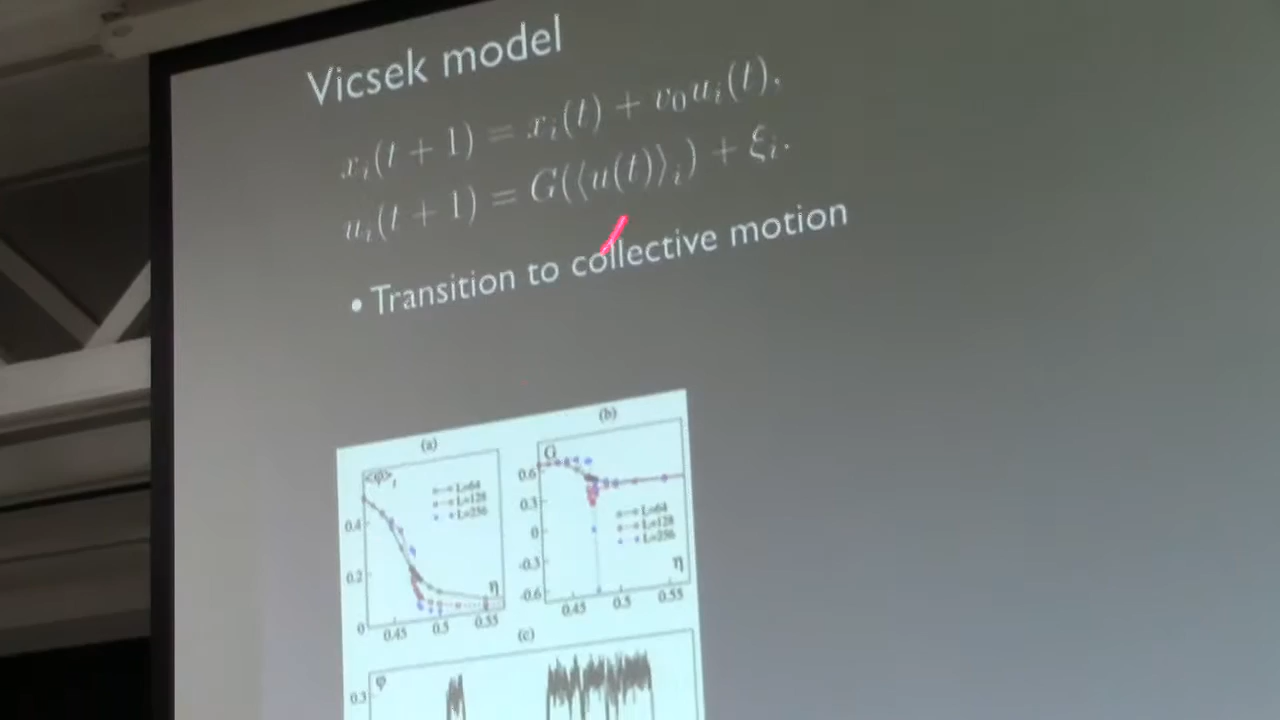 Vicsek model
x_i(t + 1) = x_i(t) + v_0 u_i(t),
u_i(t + 1) = G(⟨u(t)⟩_i) + ξ_i.
• Transition to collective motion
(a)
<φ>_t
L=64
L=128
L=256
0.4
0.2
0
η
0.45 0.5 0.55
(b)
G
0.6
0.3
0
-0.3
-0.6
L=64
L=128
L=256
η
0.45 0.5 0.55
(c)
φ
0.3